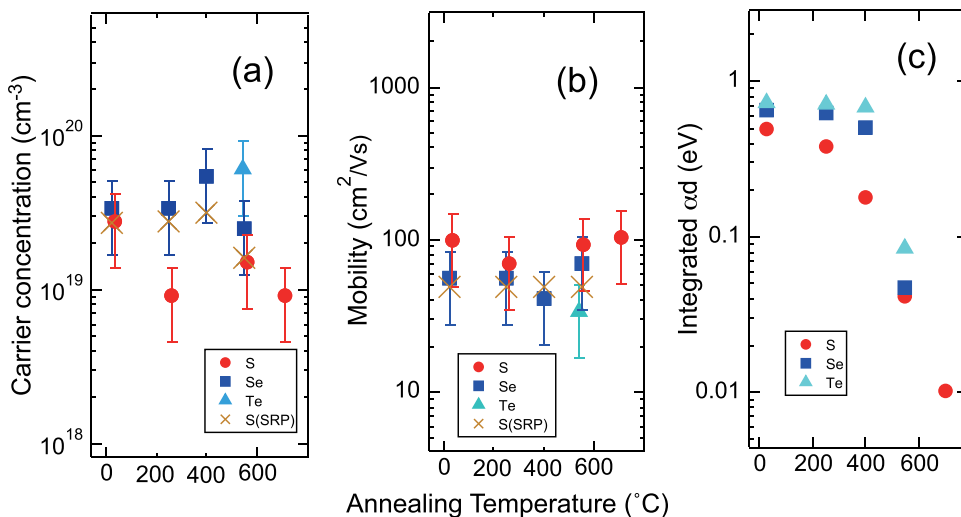 (a)
Carrier concentration (cm-3)
10^20
10^19
10^18
S
Se
Te
S(SRP)
0
200
400
600
(b)
Mobility (cm^2/Vs)
1000
100
10
S
Se
Te
S(SRP)
0
200
400
600
(c)
Integrated αd (eV)
1
0.1
0.01
S
Se
Te
0
200
400
600
Annealing Temperature (˚C)